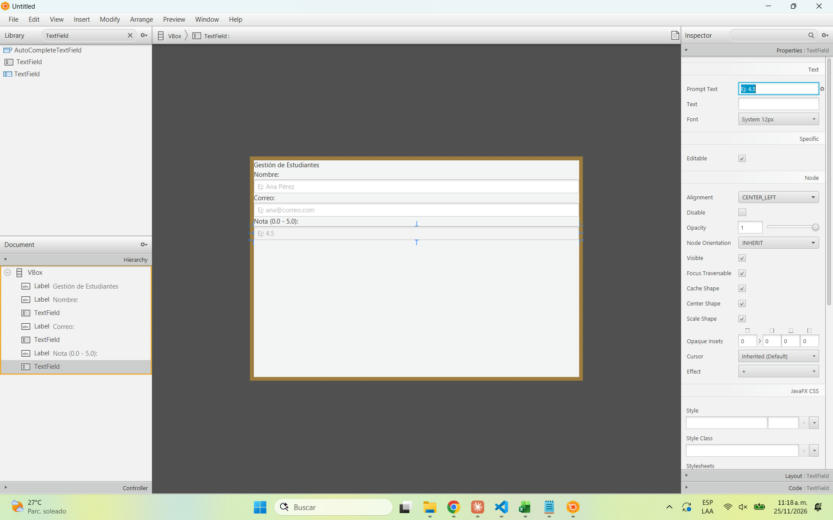 Untitled
File Edit View Insert Modify Arrange Preview Window Help
Library TextField
AutoCompleteTextField
TextField
TextField
Document
Hierarchy
VBox
Label Gestión de Estudiantes
Label Nombre:
TextField
Label Correo:
TextField
Label Nota (0.0 - 5.0):
TextField
Controller
VBox TextField :
Gestión de Estudiantes
Nombre:
Ej: Ana Pérez
Correo:
Ej: ana@correo.com
Nota (0.0 - 5.0):
Ej: 4.5
Inspector
Properties : TextField
Text
Prompt Text Ej: 4.5
Text
Font System 12px
Specific
Editable
Node
Alignment CENTER_LEFT
Disable
Opacity 1
Node Orientation INHERIT
Visible
Focus Traversable
Cache Shape
Center Shape
Scale Shape
Opaque Insets 0 0 0 0
Cursor Inherited (Default)
Effect +
JavaFX CSS
Style
Style Class
Stylesheets
Layout : TextField
Code : TextField
27°C
Parc. soleado
Buscar
ESP
LAA
11:18 a. m.
25/11/2026